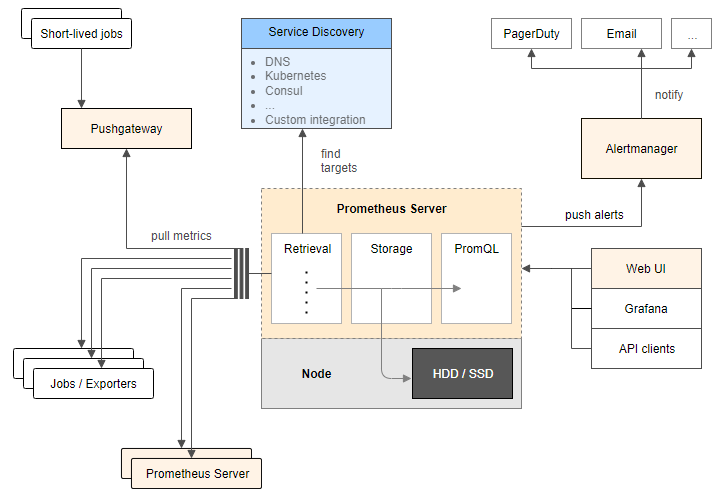 Short-lived jobs
Pushgateway
pull metrics
Jobs / Exporters
Prometheus Server
Service Discovery
• DNS
• Kubernetes
• Consul
• ...
• Custom integration
find
targets
Prometheus Server
Retrieval
Storage
PromQL
Node
HDD / SSD
PagerDuty
Email
...
notify
Alertmanager
push alerts
Web UI
Grafana
API clients